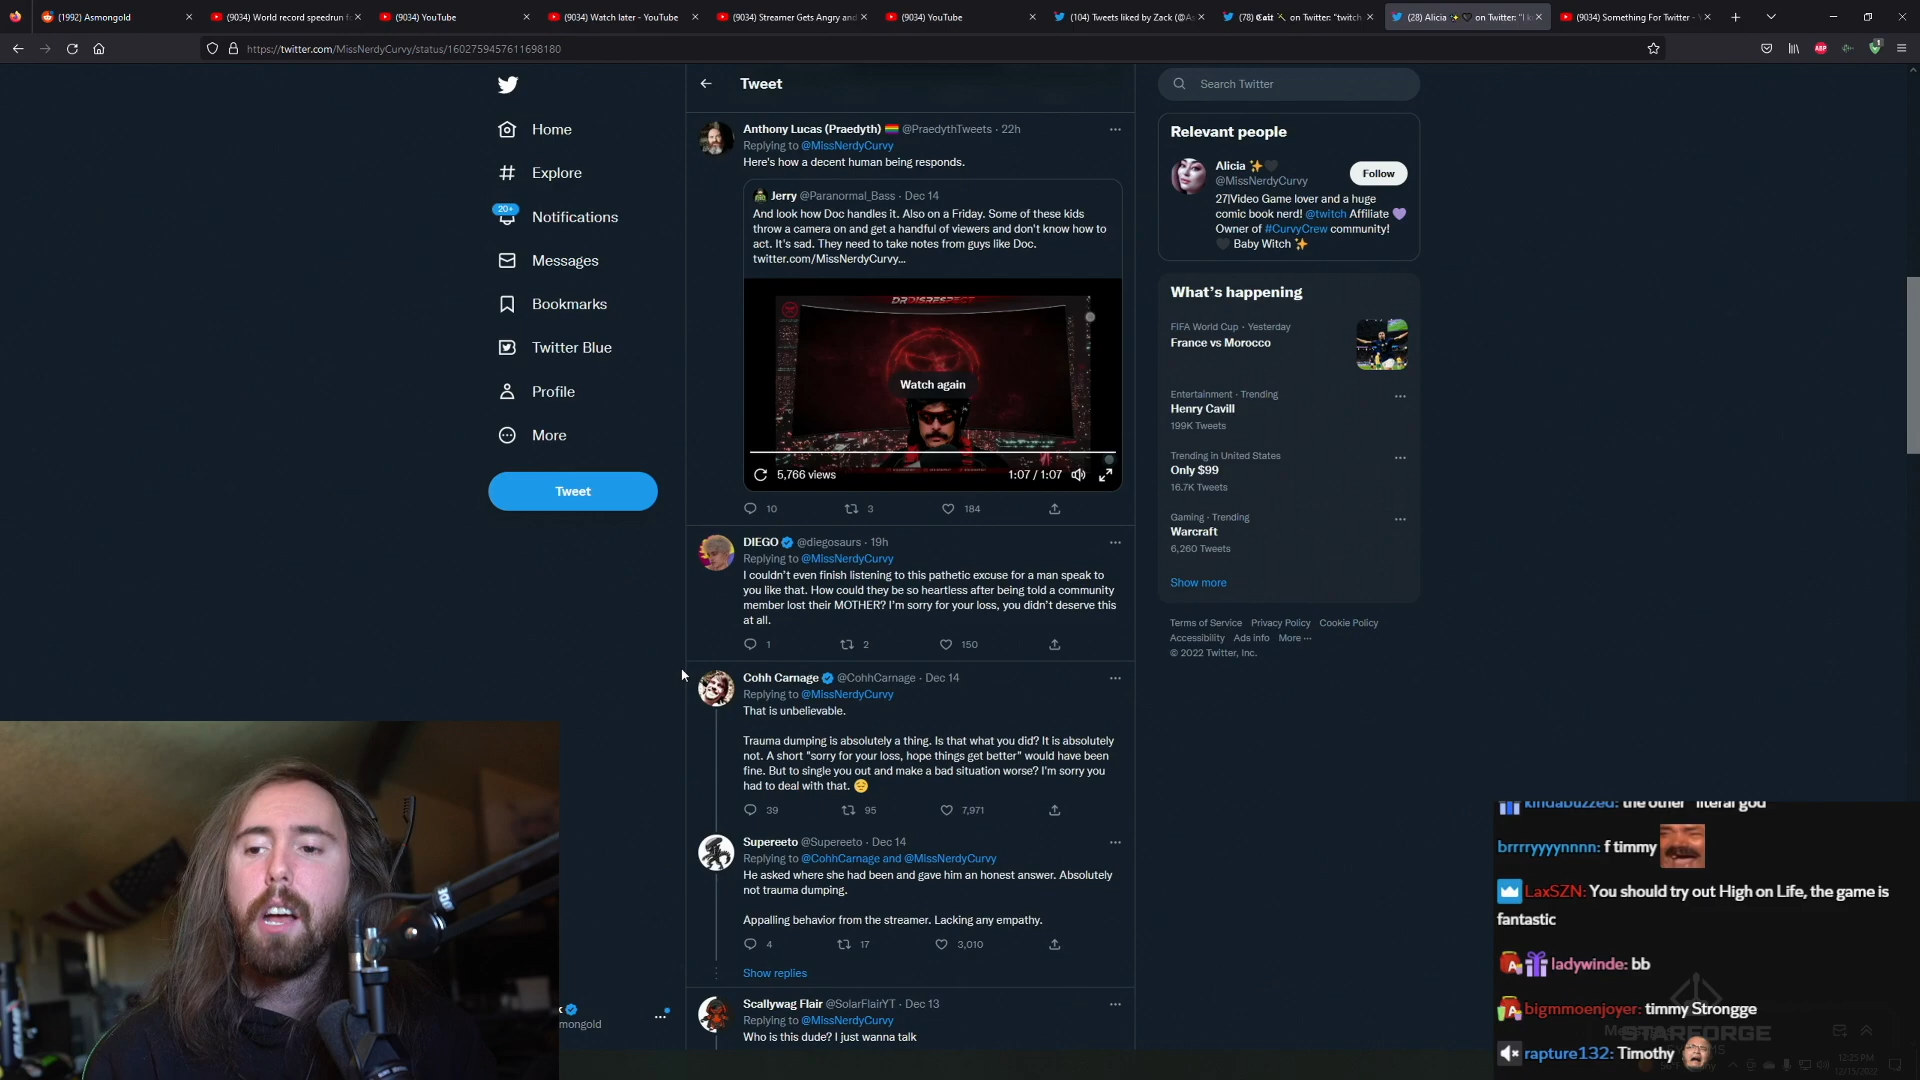 (1992) Asmongold
(9034) World record speedrun f
(9034) YouTube
(9034) Watch later - YouTube
(9034) Streamer Gets Angry and
(9034) YouTube
(104) Tweets liked by Zack (@A
(78) Cait on Twitter: "twitch
(28) Alicia ✨🖤 on Twitter: "I k
(9034) Something For Twitter -
https://twitter.com/MissNerdyCurvy/status/1602759457611698180
ABP
1
Home
Explore
20+
Notifications
Messages
Bookmarks
Twitter Blue
Profile
More
Tweet
mongold
Tweet
Anthony Lucas (Praedyth) 🏳️‍🌈 @PraedythTweets · 22h
Replying to @MissNerdyCurvy
Here's how a decent human being responds.
Jerry @Paranormal_Bass · Dec 14
And look how Doc handles it. Also on a Friday. Some of these kids
throw a camera on and get a handful of viewers and don't know how to
act. It's sad. They need to take notes from guys like Doc.
twitter.com/MissNerdyCurvy...
DRDISRESPECT
Watch again
5,766 views
1:07 / 1:07
10 3 184
DIEGO @diegosaurs · 19h
Replying to @MissNerdyCurvy
I couldn't even finish listening to this pathetic excuse for a man speak to
you like that. How could they be so heartless after being told a community
member lost their MOTHER? I'm sorry for your loss, you didn't deserve this
at all.
1 2 150
Cohh Carnage @CohhCarnage · Dec 14
Replying to @MissNerdyCurvy
That is unbelievable.
Trauma dumping is absolutely a thing. Is that what you did? It is absolutely
not. A short "sorry for your loss, hope things get better" would have been
fine. But to single you out and make a bad situation worse? I'm sorry you
had to deal with that. 😔
39 95 7,971
Supereeto @Supereeto · Dec 14
Replying to @CohhCarnage and @MissNerdyCurvy
He asked where she had been and gave him an honest answer. Absolutely
not trauma dumping.
Appalling behavior from the streamer. Lacking any empathy.
4 17 3,010
Show replies
Scallywag Flair @SolarFlairYT · Dec 13
Replying to @MissNerdyCurvy
Who is this dude? I just wanna talk
Search Twitter
Relevant people
Alicia ✨🖤
@MissNerdyCurvy
Follow
27|Video Game lover and a huge
comic book nerd! @twitch Affiliate 💜
Owner of #CurvyCrew community!
🖤 Baby Witch ✨
What's happening
FIFA World Cup · Yesterday
France vs Morocco
Entertainment · Trending
Henry Cavill
199K Tweets
Trending in United States
Only $99
16.7K Tweets
Gaming · Trending
Warcraft
6,260 Tweets
Show more
Terms of Service Privacy Policy Cookie Policy
Accessibility Ads info More ···
© 2022 Twitter, Inc.
kindabuzzed: the other "literal god"
brrrryyyynnnn: f timmy
LaxSZN: You should try out High on Life, the game is
fantastic
ladywinde: bb
bigmmoenjoyer: timmy Strongge
rapture132: Timothy
STARFORGE
12:25 PM
12/15/2022